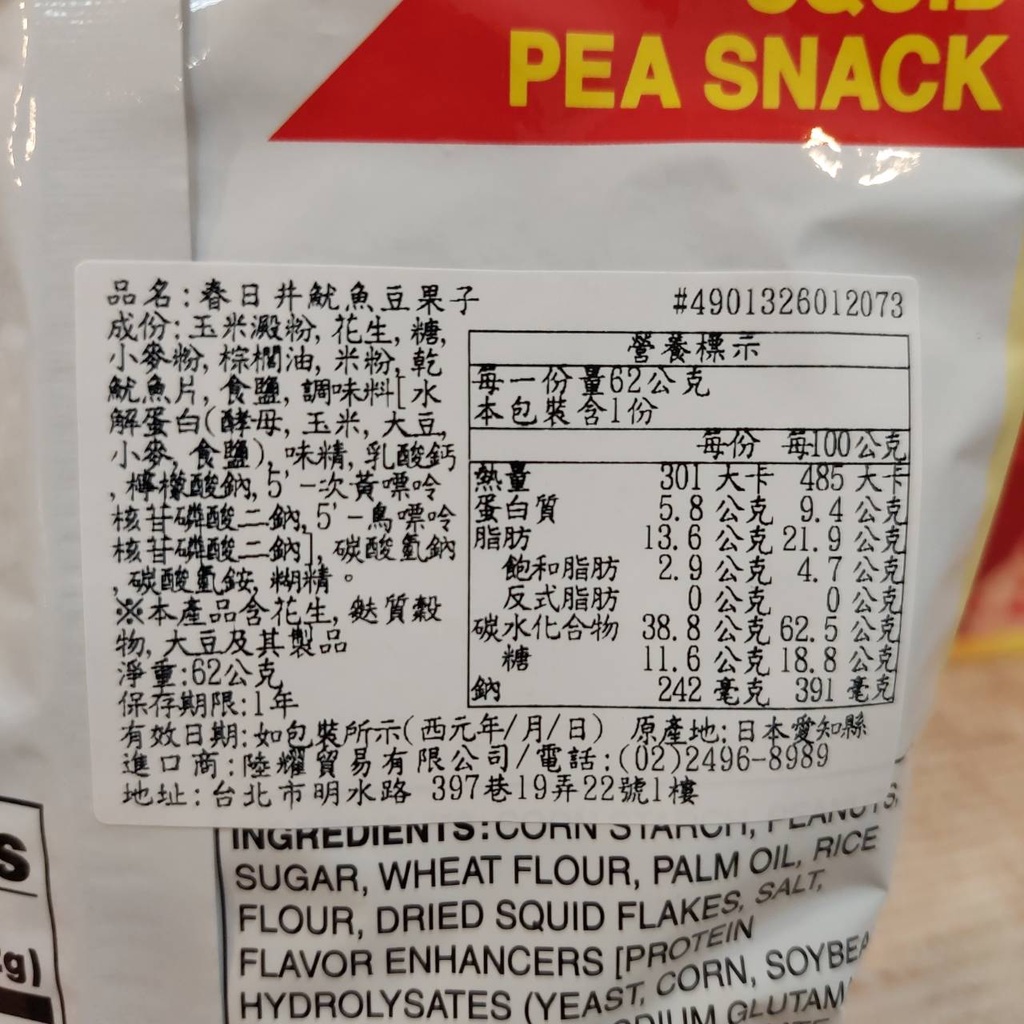 PEA SNACK
品名:春日井魷魚豆果子
#4901326012073
成份:玉米澱粉,花生,糖,
小麥粉,棕櫚油,米粉,乾
魷魚片,食鹽,調味料[水
解蛋白(酵母,玉米,大豆,
小麥,食鹽),味精,乳酸鈣
,檸檬酸鈉,5'-次黃嘌呤
核苷磷酸二鈉,5'-鳥嘌呤
核苷磷酸二鈉],碳酸氫鈉
,碳酸氫銨,糊精。
※本產品含花生,麩質穀
物,大豆及其製品
淨重:62公克
保存期限:1年
營養標示
每一份量62公克
本包裝含1份
每份 每100公克
熱量 301 大卡 485 大卡
蛋白質 5.8 公克 9.4 公克
脂肪 13.6 公克 21.9 公克
飽和脂肪 2.9 公克 4.7 公克
反式脂肪 0 公克 0 公克
碳水化合物 38.8 公克 62.5 公克
糖 11.6 公克 18.8 公克
鈉 242 毫克 391 毫克
有效日期:如包裝所示(西元年/月/日) 原產地:日本愛知縣
進口商:陸耀貿易有限公司/電話:(02)2496-8989
地址:台北市明水路 397巷19弄22號1樓
INGREDIENTS: CORN STARCH, PEANUTS,
SUGAR, WHEAT FLOUR, PALM OIL, RICE
FLOUR, DRIED SQUID FLAKES, SALT,
FLAVOR ENHANCERS [PROTEIN
HYDROLYSATES (YEAST, CORN, SOYBEA
S
g)